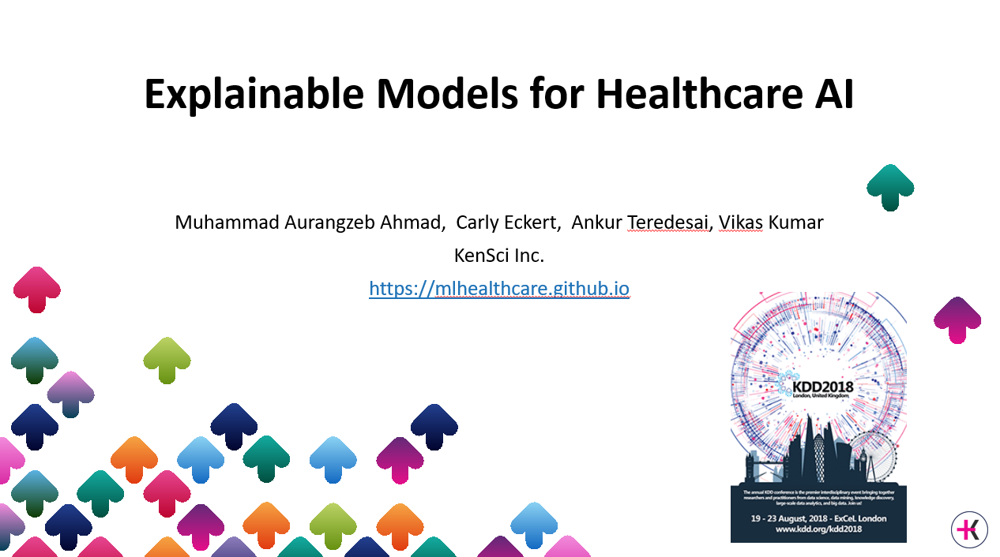 Explainable Models for Healthcare AI
Muhammad Aurangzeb Ahmad, Carly Eckert, Ankur Teredesai, Vikas Kumar
KenSci Inc.
https://mlhealthcare.github.io
KDD2018
London, United Kingdom
The annual KDD conference is the premier interdisciplinary event bringing together
researchers and practitioners from data science, data mining, knowledge discovery,
large-scale data analytics, and big data. Join us!
19 - 23 August, 2018 - ExCeL London
www.kdd.org/kdd2018
K